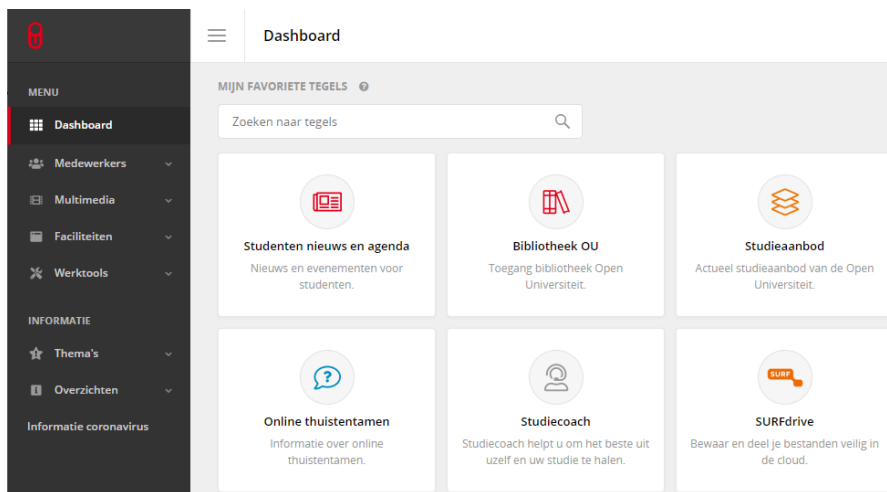 Dashboard
MENU
Dashboard
Medewerkers
Multimedia
Faciliteiten
Werktools
INFORMATIE
Thema's
Overzichten
Informatie coronavirus
MIJN FAVORIETE TEGELS
Zoeken naar tegels
Studenten nieuws en agenda
Nieuws en evenementen voor
studenten.
Bibliotheek OU
Toegang bibliotheek Open
Universiteit.
Studieaanbod
Actueel studieaanbod van de Open
Universiteit.
Online thuistentamen
Informatie over online
thuistentamen.
Studiecoach
Studiecoach helpt u om het beste uit
uzelf en uw studie te halen.
SURF
SURFdrive
Bewaar en deel je bestanden veilig in
de cloud.